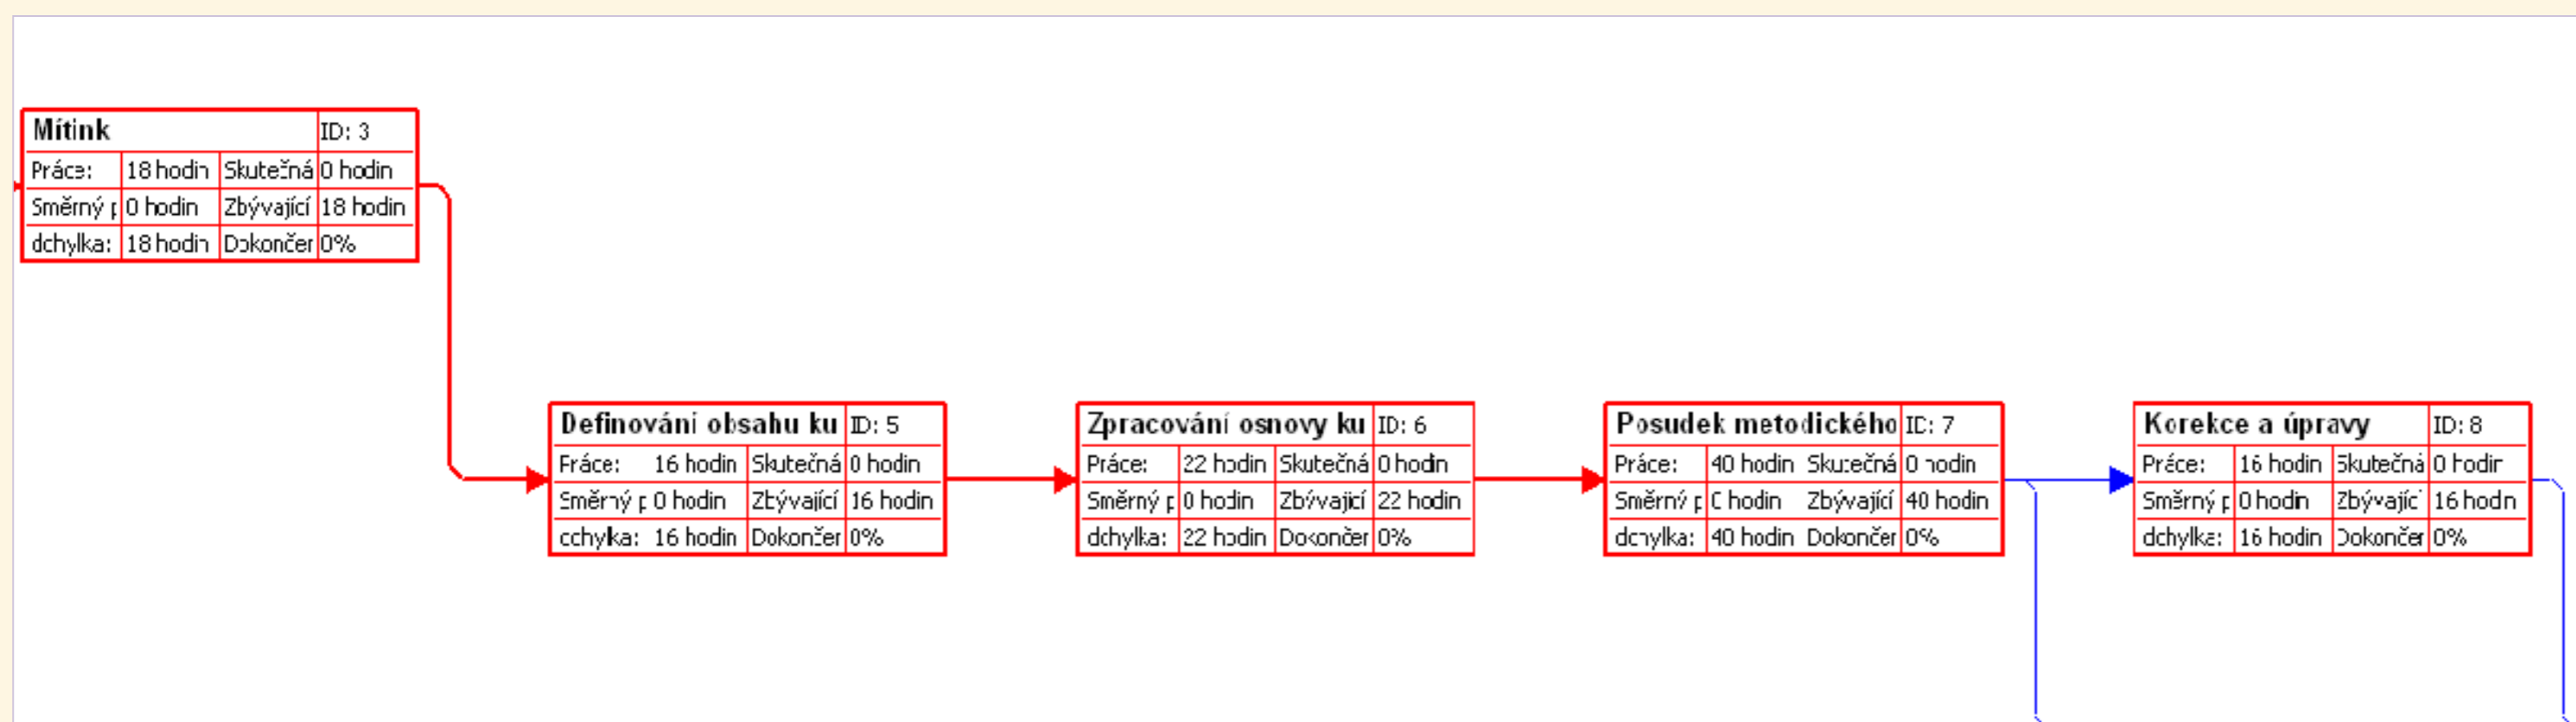 Mítink ID: 3
Práce: 18 hodin Skutečná 0 hodin
Směrný p 0 hodin Zbývající 18 hodin
dchylka: 18 hodin Dokončer 0%
Definování obsahu ku ID: 5
Práce: 16 hodin Skutečná 0 hodin
Směrný p 0 hodin Zbývající 16 hodin
dchylka: 16 hodin Dokončer 0%
Zpracování osnovy ku ID: 6
Práce: 22 hodin Skutečná 0 hodin
Směrný p 0 hodin Zbývající 22 hodin
dchylka: 22 hodin Dokončer 0%
Posudek metodického ID: 7
Práce: 40 hodin Skutečná 0 hodin
Směrný p 0 hodin Zbývající 40 hodin
dchylka: 40 hodin Dokončer 0%
Korekce a úpravy ID: 8
Práce: 16 hodin Skutečná 0 hodin
Směrný p 0 hodin Zbývajíc 16 hodin
dchylka: 16 hodin Dokončer 0%